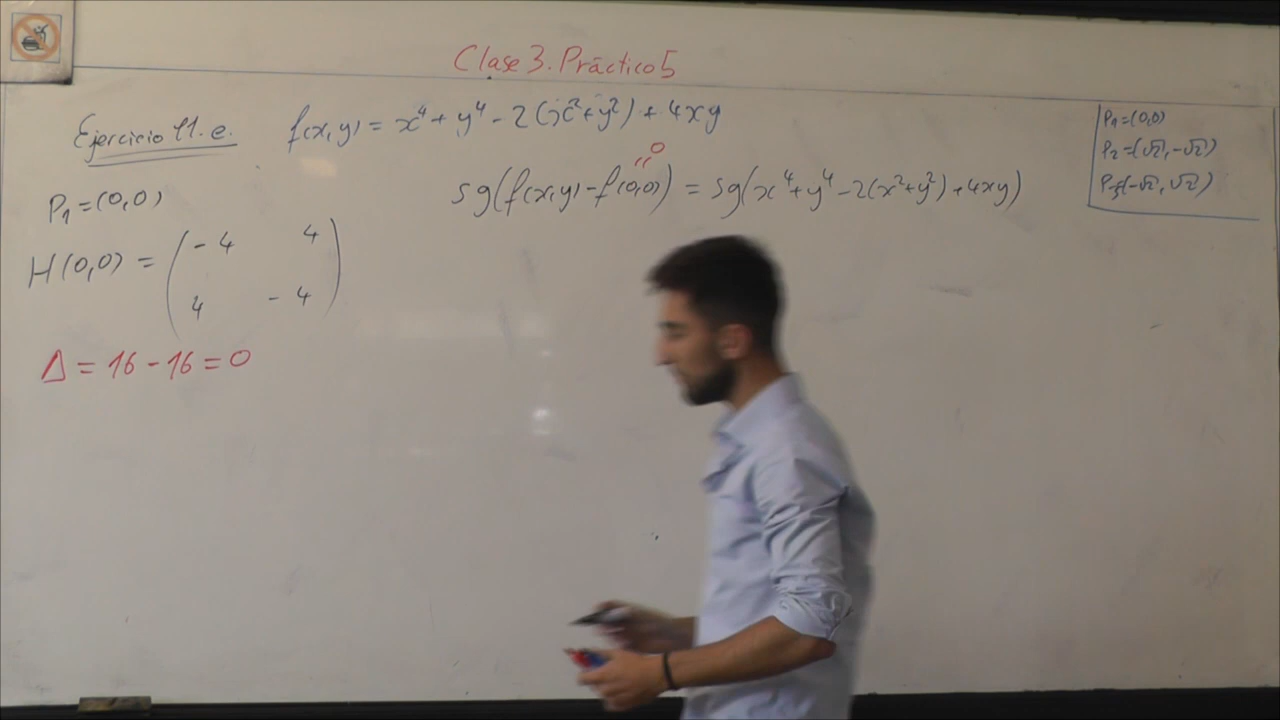 Clase 3. Práctico 5
Ejercicio 11.e. f(x,y) = x⁴ + y⁴ - 2(x²+y²) + 4xy
P₁ = (0,0)
P₂ = (√2, -√2)
P₃ = (-√2, √2)
P₁ = (0,0)
H(0,0) = ( -4 4
4 -4 )
Δ = 16 - 16 = 0
0
"
sg(f(x,y) - f(0,0)) = sg(x⁴ + y⁴ - 2(x²+y²) + 4xy)